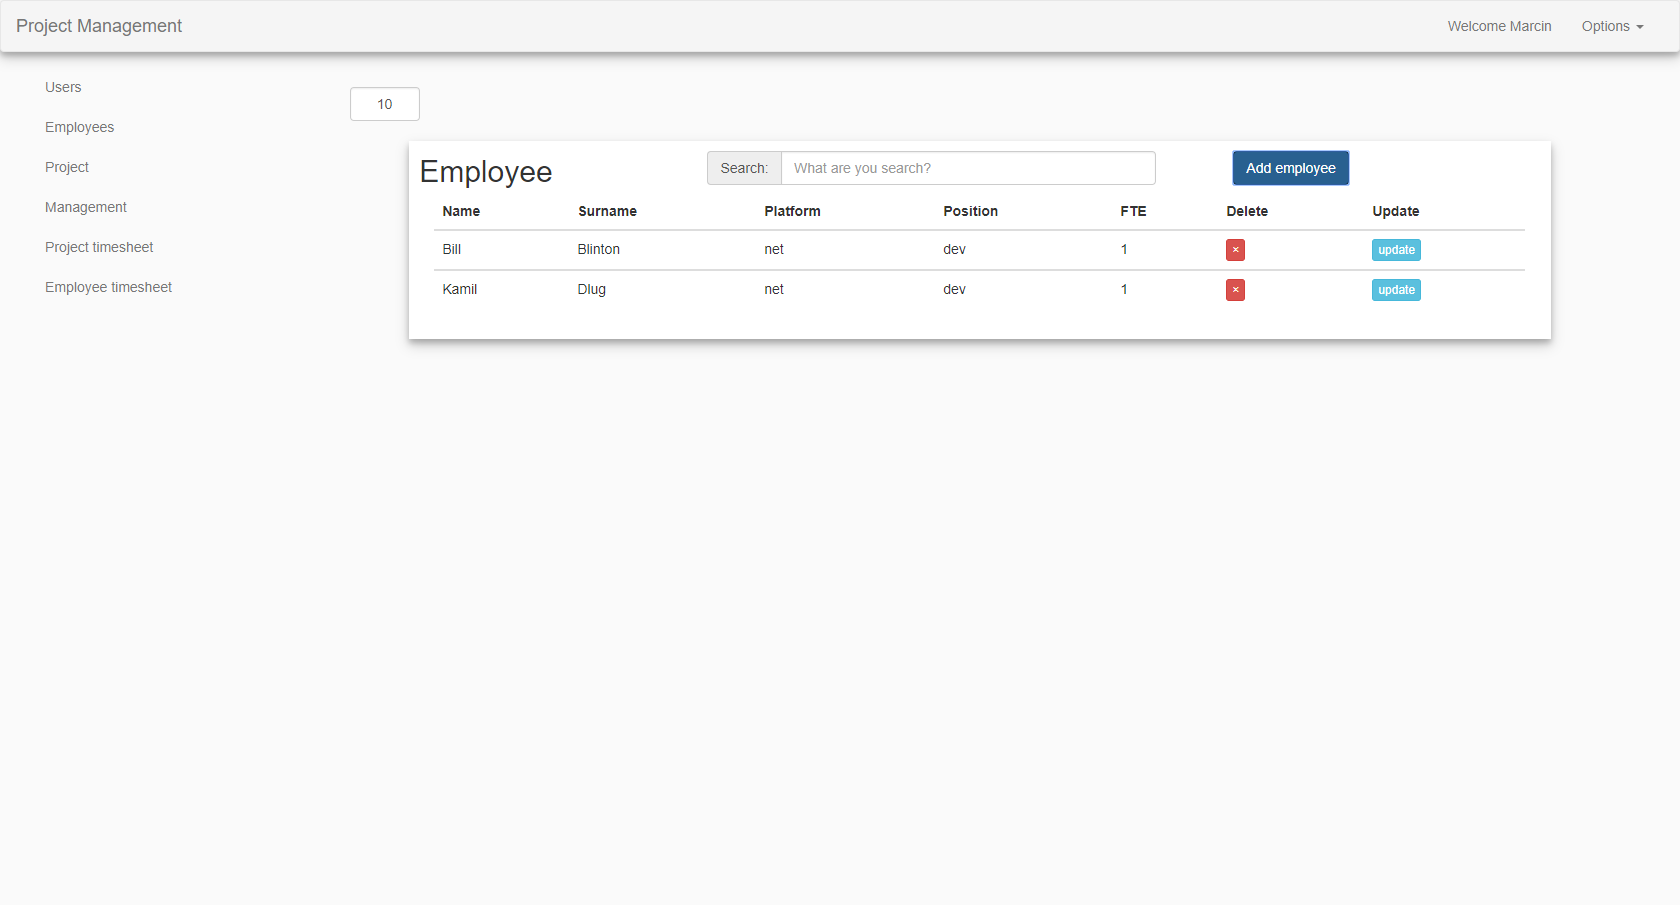 Project Management Welcome Marcin Options
Users
Employees
Project
Management
Project timesheet
Employee timesheet
10
Employee Search: What are you search? Add employee
Name Surname Platform Position FTE Delete Update
Bill Blinton net dev 1 × update
Kamil Dlug net dev 1 × update